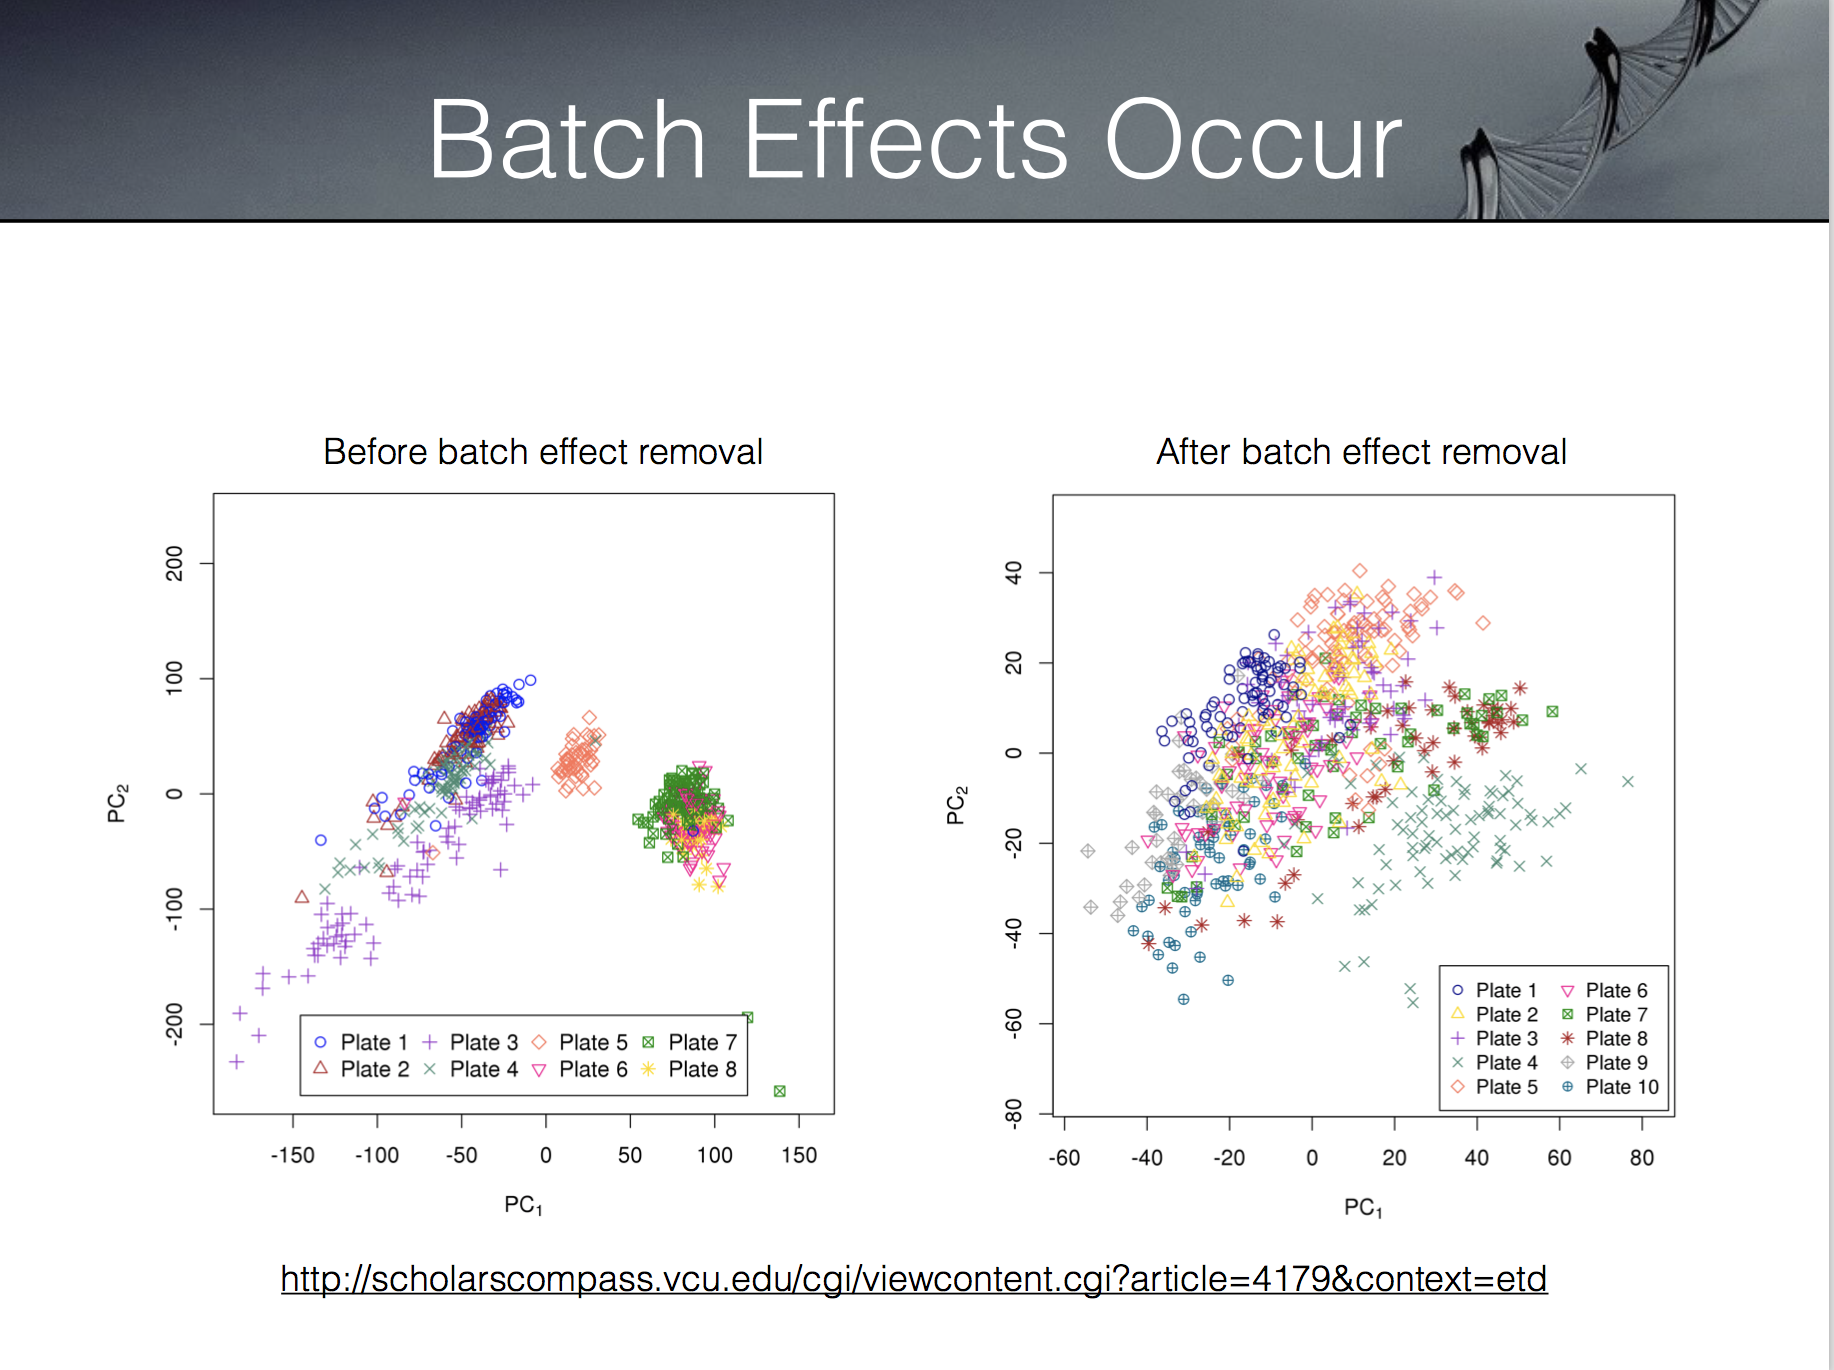 Batch Effects Occur
Before batch effect removal
PC2
200
100
0
-100
-200
Plate 1 Plate 3 Plate 5 Plate 7
Plate 2 Plate 4 Plate 6 Plate 8
-150 -100 -50 0 50 100 150
PC1
After batch effect removal
PC2
40
20
0
-20
-40
-60
-80
Plate 1 Plate 6
Plate 2 Plate 7
Plate 3 Plate 8
Plate 4 Plate 9
Plate 5 Plate 10
-60 -40 -20 0 20 40 60 80
PC1
http://scholarscompass.vcu.edu/cgi/viewcontent.cgi?article=4179&context=etd